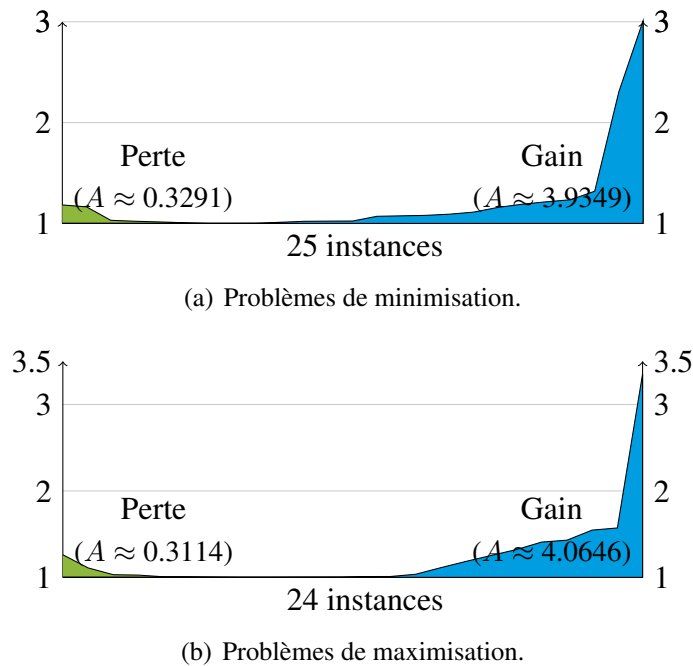 3 3
2 2
Perte Gain
(A ≈ 0.3291) (A ≈ 3.9349)
1 1
25 instances
(a) Problèmes de minimisation.
3.5 3.5
3 3
2 2
Perte Gain
(A ≈ 0.3114) (A ≈ 4.0646)
1 1
24 instances
(b) Problèmes de maximisation.